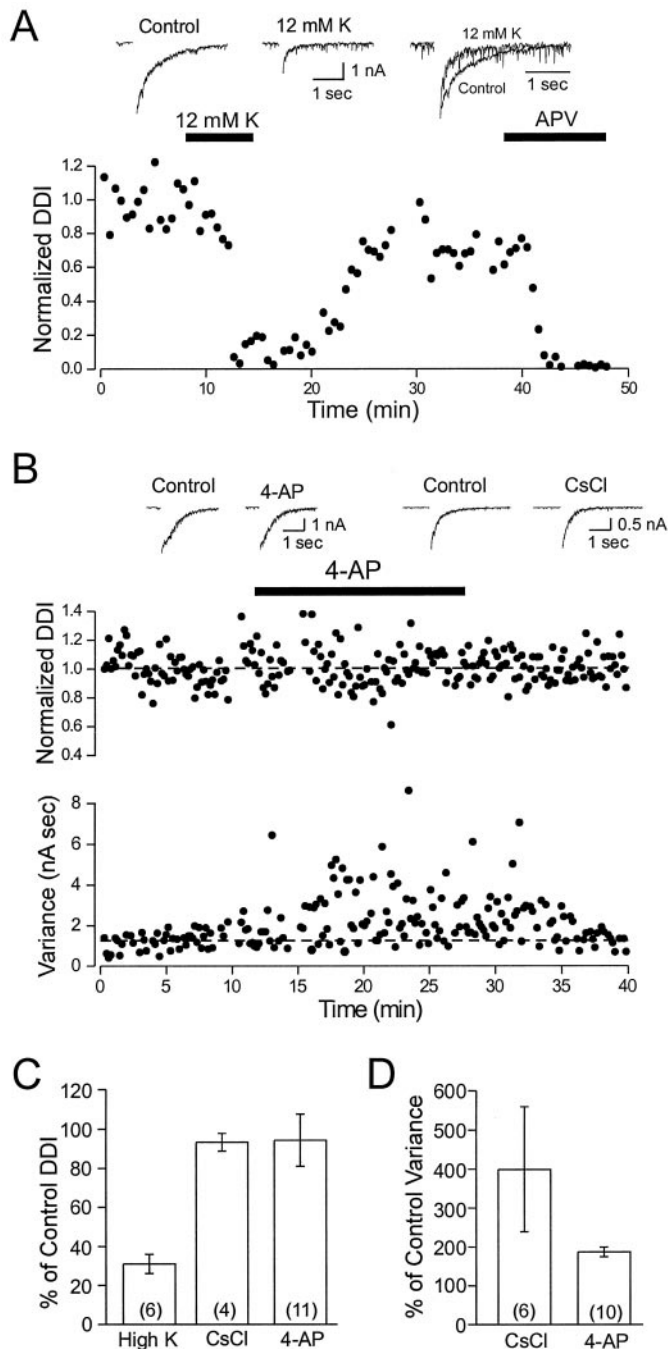 A
Control
12 mM K
12 mM K
Control
1 nA
1 sec
1 sec
12 mM K
APV
Normalized DDI
1.2
1.0
0.8
0.6
0.4
0.2
0.0
0
10
20
30
40
50
Time (min)
B
Control
4-AP
Control
CsCl
1 nA
1 sec
0.5 nA
1 sec
4-AP
Normalized DDI
1.4
1.2
1.0
0.8
0.6
0.4
Variance (nA sec)
8
6
4
2
0
0
5
10
15
20
25
30
35
40
Time (min)
C
% of Control DDI
120
100
80
60
40
20
0
(6)
(4)
(11)
High K
CsCl
4-AP
D
% of Control Variance
600
500
400
300
200
100
0
(6)
(10)
CsCl
4-AP